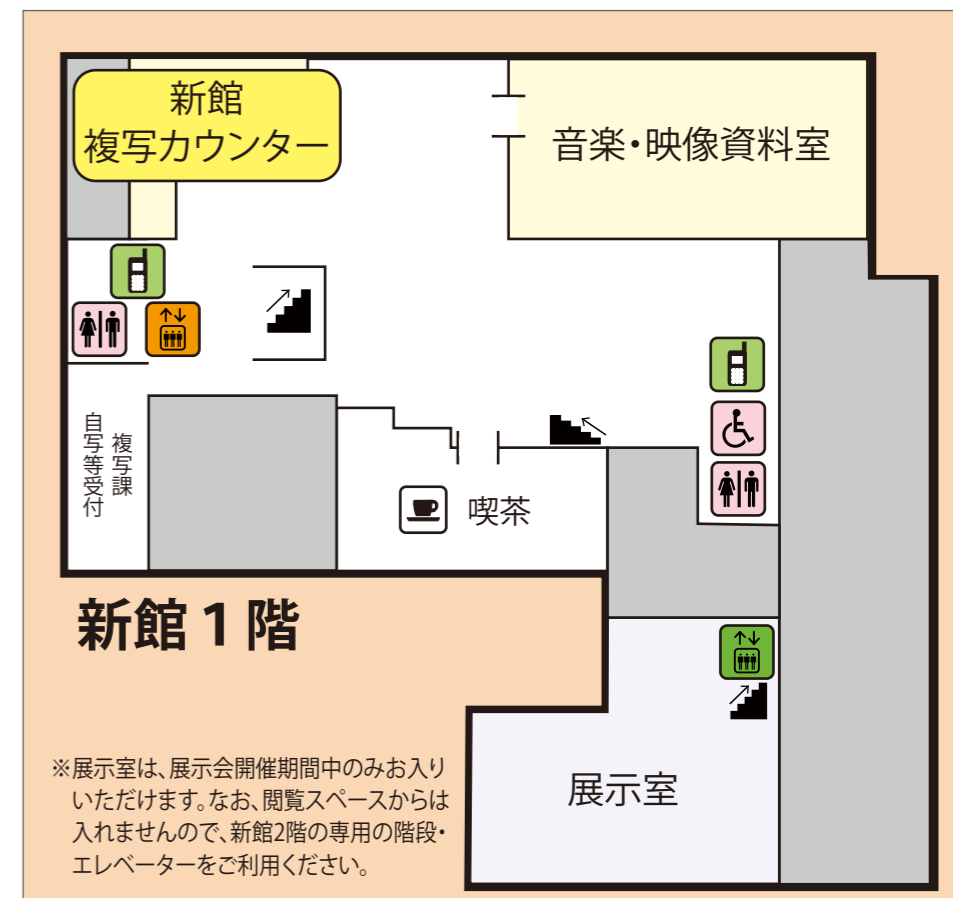 新館
複写カウンター
音楽・映像資料室
複写課
自写等受付
喫茶
新館1階
展示室
※展示室は、展示会開催期間中のみお入り
いただけます。なお、閲覧スペースからは
入れませんので、新館2階の専用の階段・
エレベーターをご利用ください。